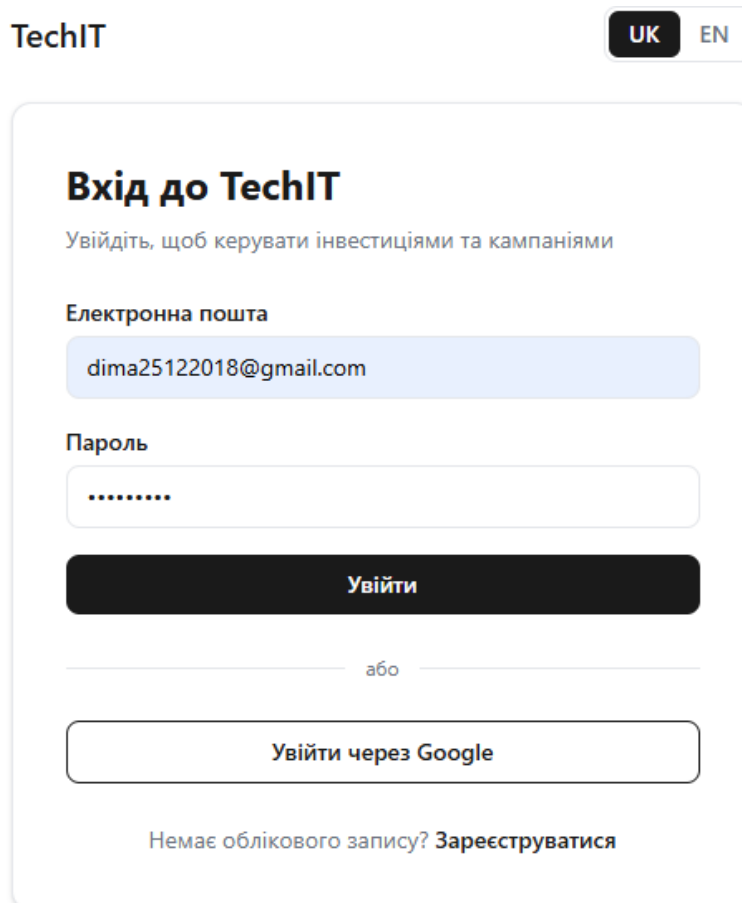 TechIT
UK EN
Вхід до TechIT
Увійдіть, щоб керувати інвестиціями та кампаніями
Електронна пошта
dima25122018@gmail.com
Пароль
•••••••••
Увійти
або
Увійти через Google
Немає облікового запису? Зареєструватися